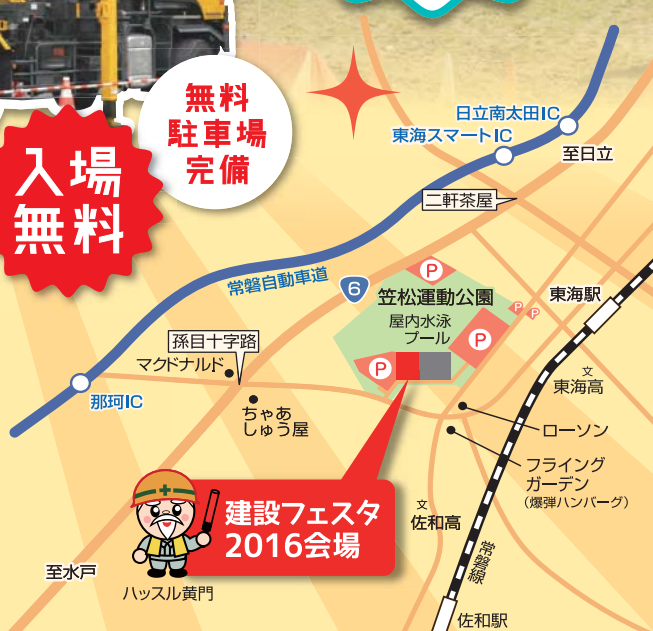 無料
駐車場
完備
入場
無料
日立南太田IC
東海スマートIC
至日立
二軒茶屋
常磐自動車道
6
P
笠松運動公園
屋内水泳
プール
P
P
P
P
東海駅
孫目十字路
マクドナルド
那珂IC
ちゃあ
しゅう屋
文
東海高
ローソン
フライング
ガーデン
（爆弾ハンバーグ）
建設フェスタ
2016会場
文
佐和高
常磐線
至水戸
ハッスル黄門
佐和駅